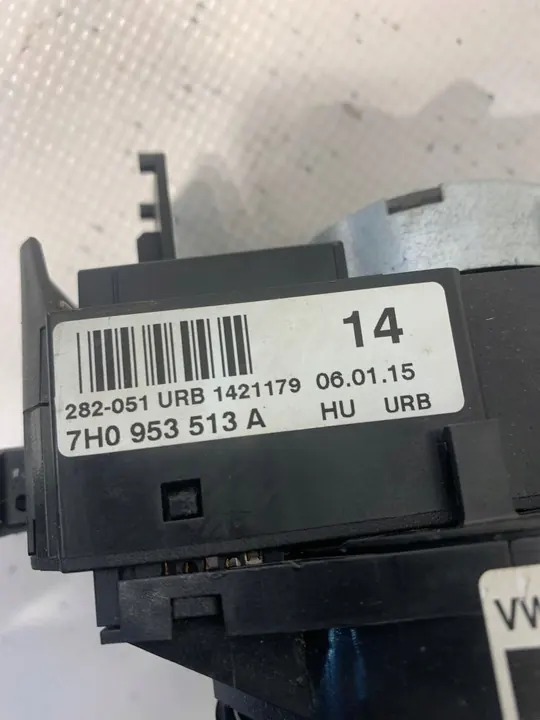 14
282-051 URB 1421179 06.01.15
7H0 953 513 A HU URB
VW